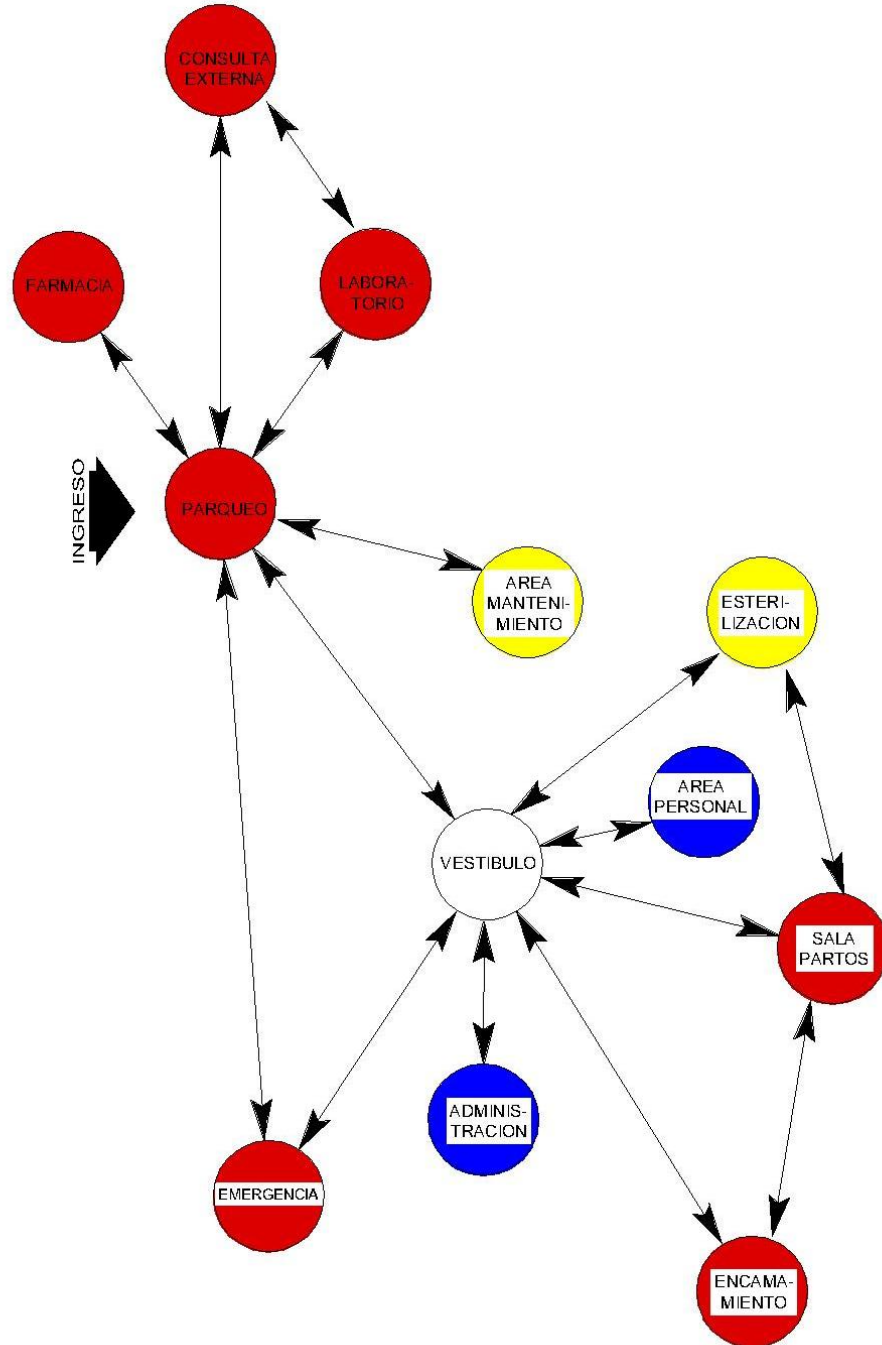 CONSULTA
EXTERNA
FARMACIA
LABORA-
TORIO
INGRESO
PARQUEO
AREA
MANTENI-
MIENTO
ESTERI-
LIZACION
AREA
PERSONAL
VESTIBULO
SALA
PARTOS
ADMINIS-
TRACION
EMERGENCIA
ENCAMA-
MIENTO